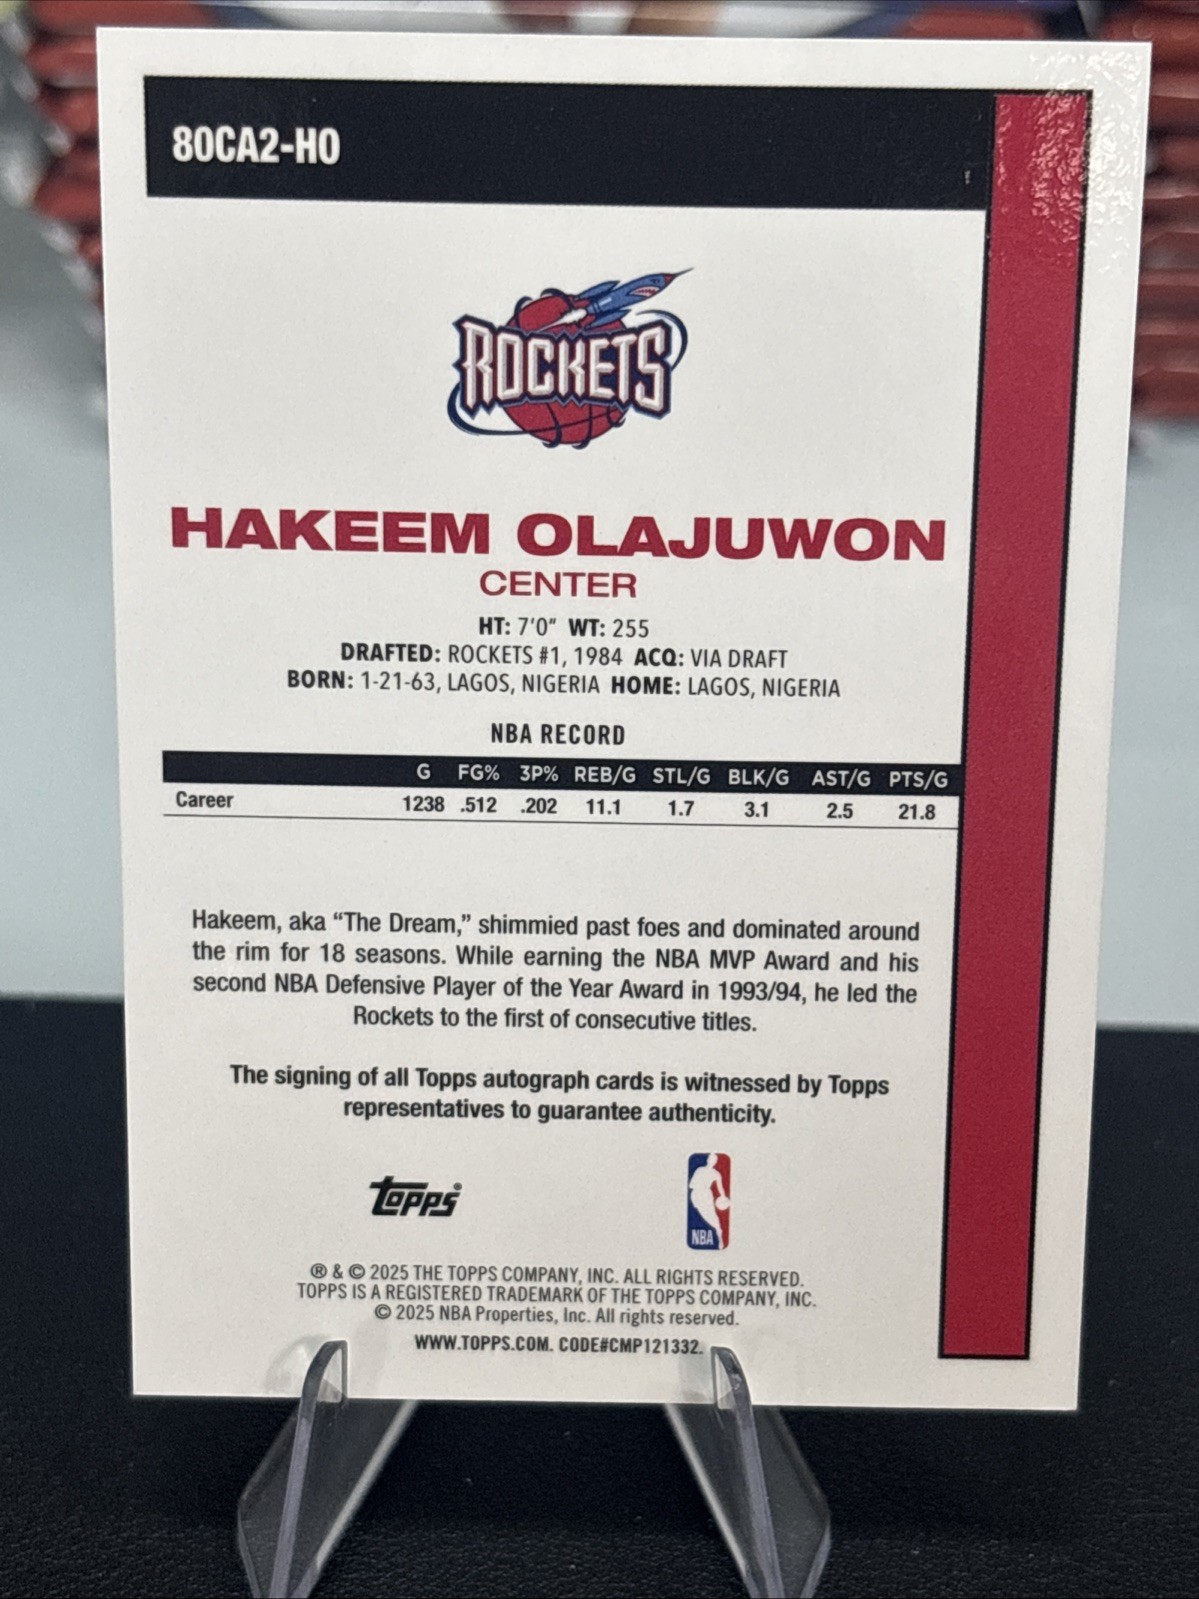 80CA2-HO
ROCKETS
HAKEEM OLAJUWON
CENTER
HT: 7'0" WT: 255
DRAFTED: ROCKETS #1, 1984 ACQ: VIA DRAFT
BORN: 1-21-63, LAGOS, NIGERIA HOME: LAGOS, NIGERIA
NBA RECORD
G FG% 3P% REB/G STL/G BLK/G AST/G PTS/G
Career 1238 .512 .202 11.1 1.7 3.1 2.5 21.8
Hakeem, aka “The Dream,” shimmied past foes and dominated around
the rim for 18 seasons. While earning the NBA MVP Award and his
second NBA Defensive Player of the Year Award in 1993/94, he led the
Rockets to the first of consecutive titles.
The signing of all Topps autograph cards is witnessed by Topps
representatives to guarantee authenticity.
topps®
NBA
® & © 2025 THE TOPPS COMPANY, INC. ALL RIGHTS RESERVED.
TOPPS IS A REGISTERED TRADEMARK OF THE TOPPS COMPANY, INC.
© 2025 NBA Properties, Inc. All rights reserved.
WWW.TOPPS.COM. CODE#CMP121332.